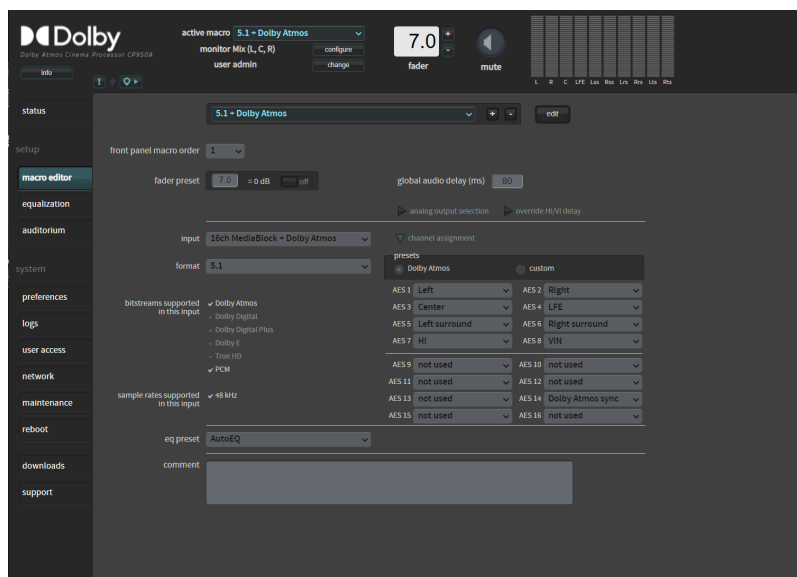 Dolby
Dolby Atmos Cinema Processor CP950A
info
active macro 5.1 + Dolby Atmos
monitor Mix (L, C, R) configure
user admin change
7.0 + -
fader
mute
L R C LFE Lss Rss Lrs Rrs Lts Rts
status
setup
macro editor
equalization
auditorium
system
preferences
logs
user access
network
maintenance
reboot
downloads
support
5.1 + Dolby Atmos + - edit
front panel macro order 1
fader preset 7.0 = 0 dB off
global audio delay (ms) 80
analog output selection override HI/VI delay
input 16ch MediaBlock + Dolby Atmos
channel assignment
format 5.1
presets
Dolby Atmos custom
bitstreams supported in this input
Dolby Atmos
- Dolby Digital
- Dolby Digital Plus
- Dolby E
- True HD
PCM
AES 1 Left AES 2 Right
AES 3 Center AES 4 LFE
AES 5 Left surround AES 6 Right surround
AES 7 HI AES 8 VIN
AES 9 not used AES 10 not used
AES 11 not used AES 12 not used
AES 13 not used AES 14 Dolby Atmos sync
AES 15 not used AES 16 not used
sample rates supported in this input
48 kHz
eq preset AutoEQ
comment